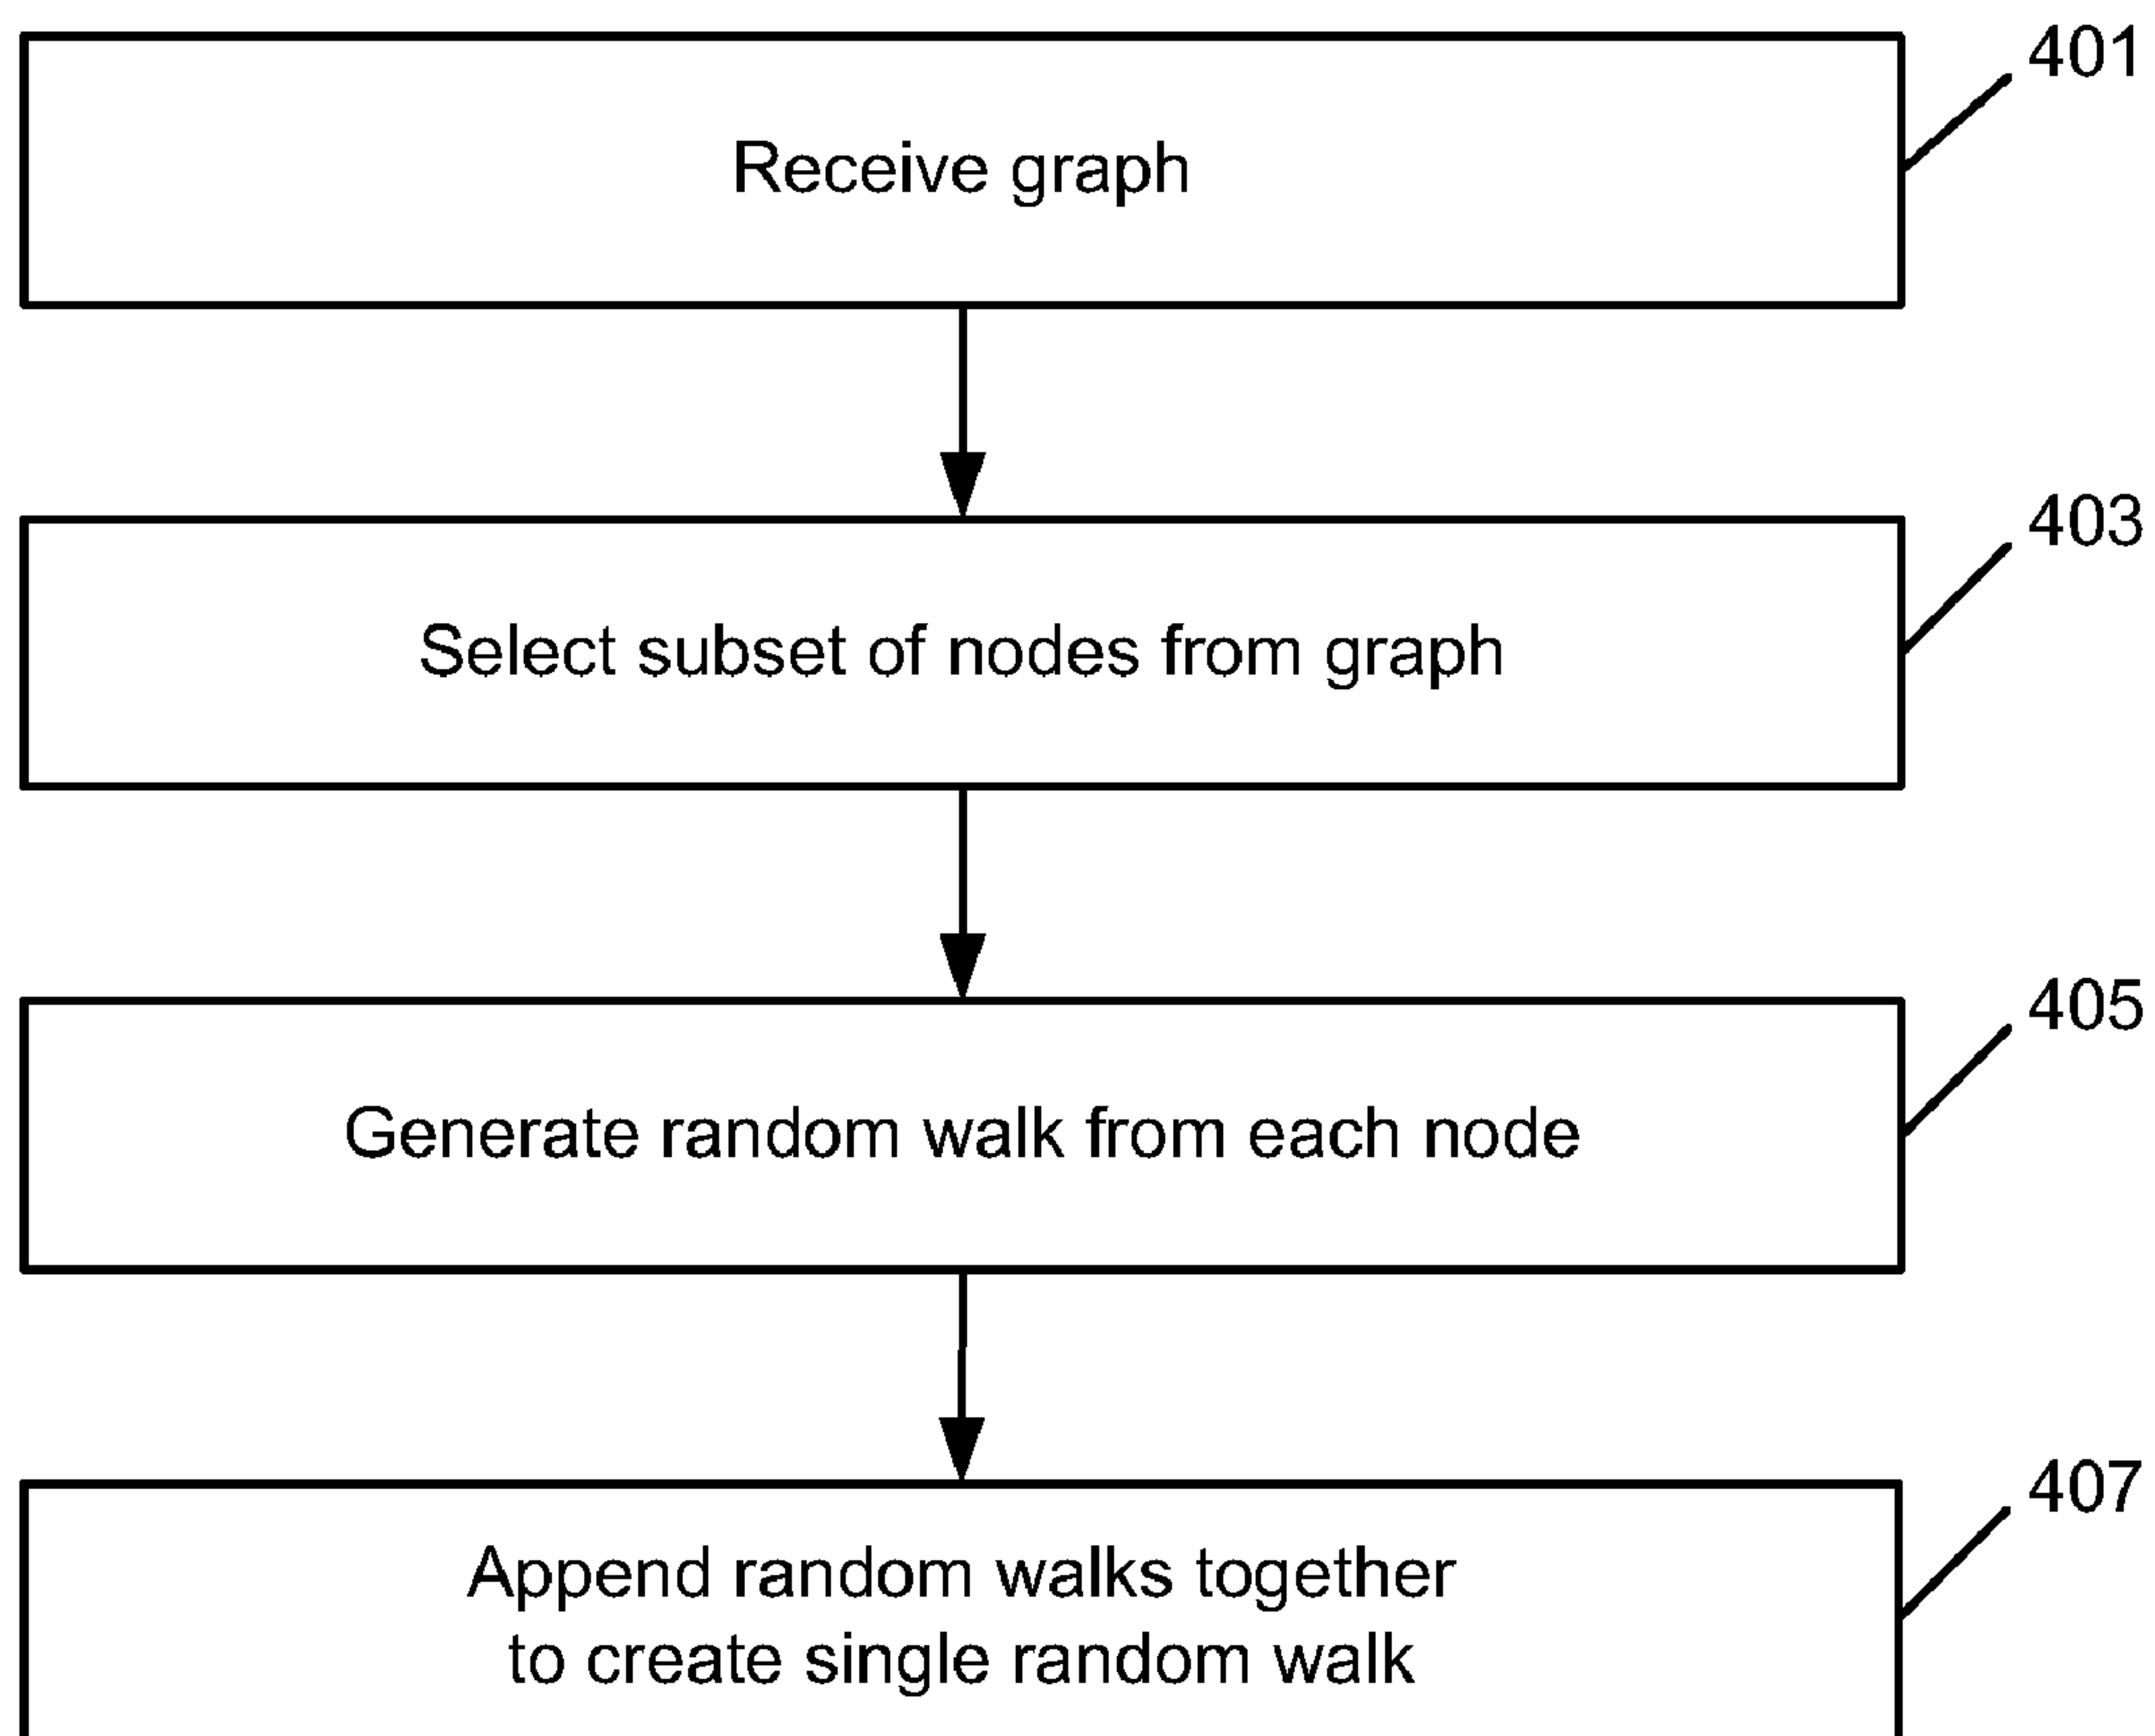 401
Receive graph
403
Select subset of nodes from graph
405
Generate random walk from each node
407
Append random walks together
to create single random walk